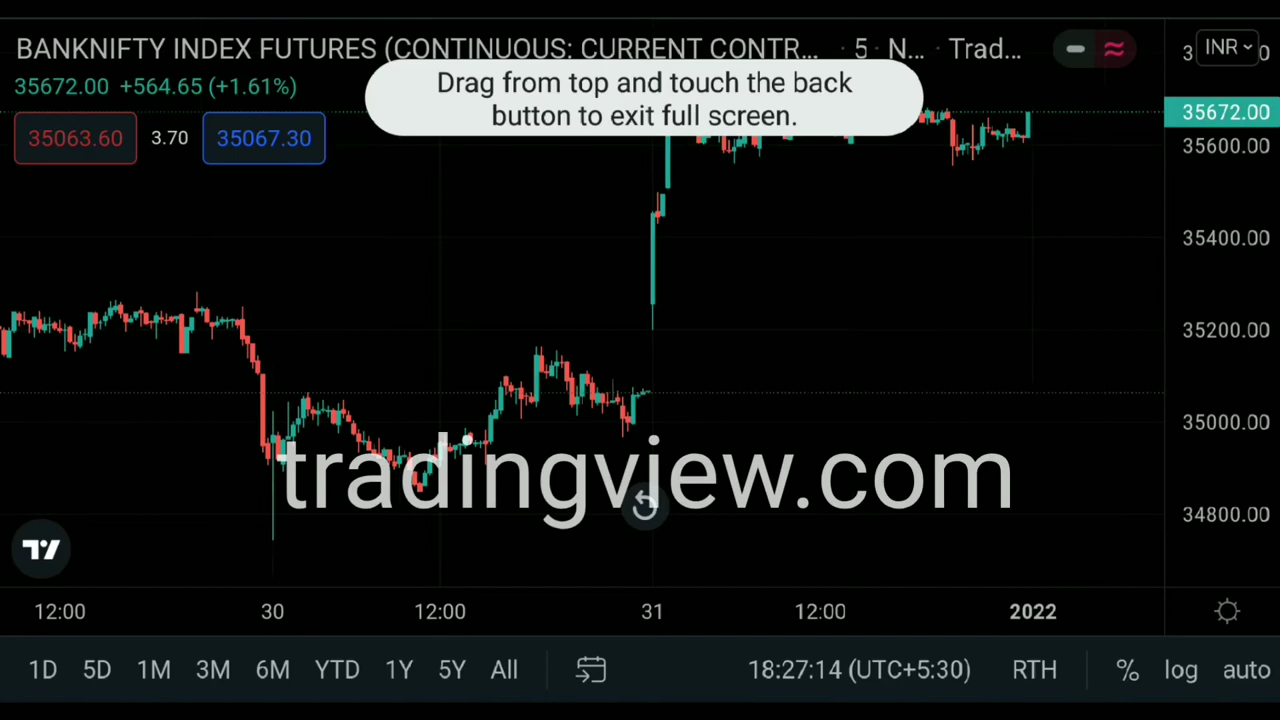 BANKNIFTY INDEX FUTURES (CONTINUOUS: CURRENT CONTR... · 5 · N... · Trad...
INR
35672.00 +564.65 (+1.61%)
Drag from top and touch the back
button to exit full screen.
35063.60 3.70 35067.30
35672.00
35600.00
35400.00
35200.00
35000.00
tradingview.com
34800.00
12:00 30 12:00 31 12:00 2022
1D 5D 1M 3M 6M YTD 1Y 5Y All 18:27:14 (UTC+5:30) RTH % log auto